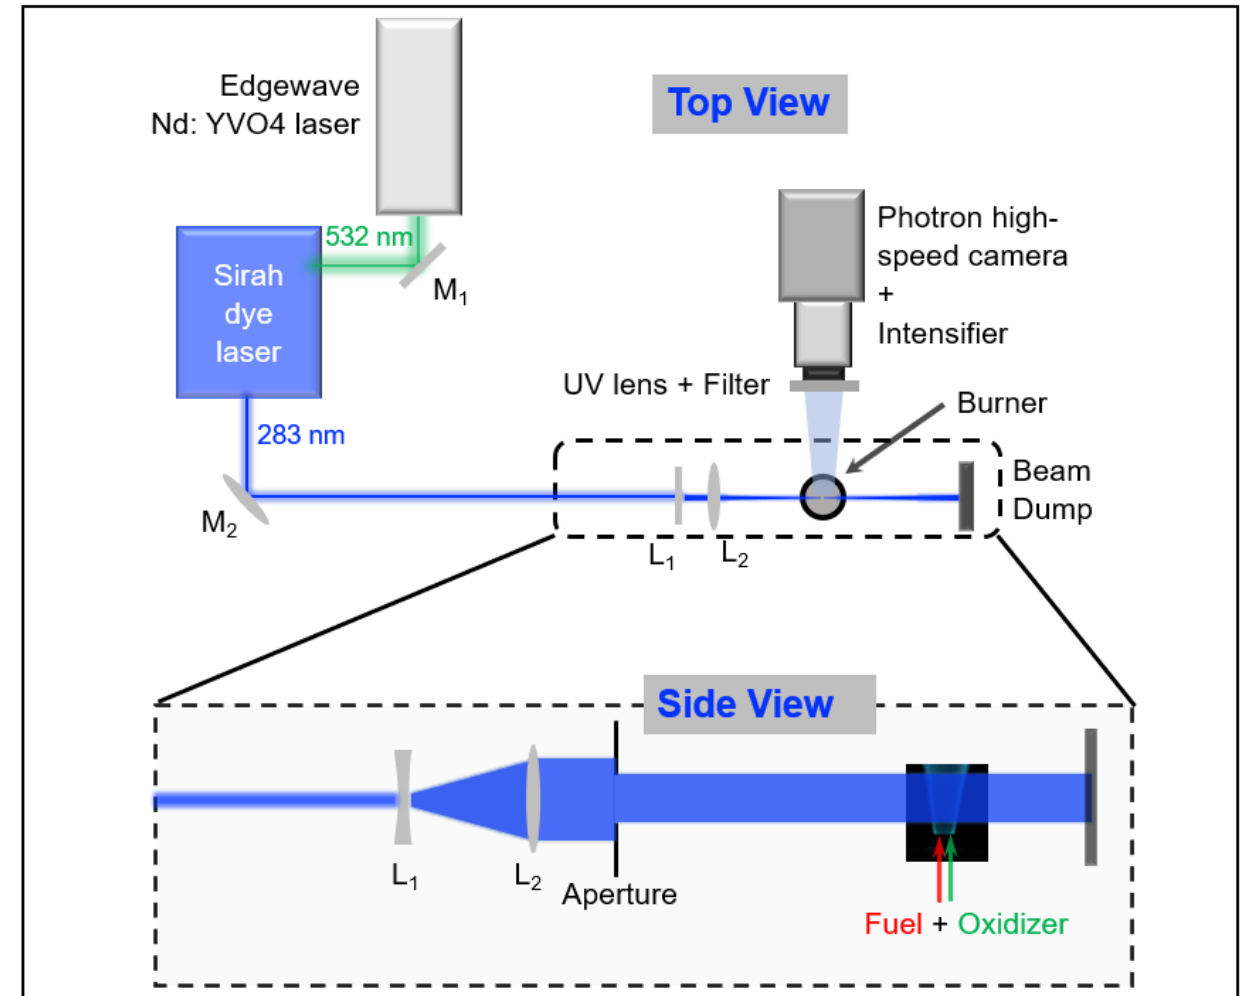 Edgewave
Nd: YVO4 laser
Top View
532 nm
Sirah
dye
laser
M1
Photron high-
speed camera
+
Intensifier
UV lens + Filter
Burner
283 nm
Beam
Dump
M2
L1
L2
Side View
L1
L2
Aperture
Fuel + Oxidizer